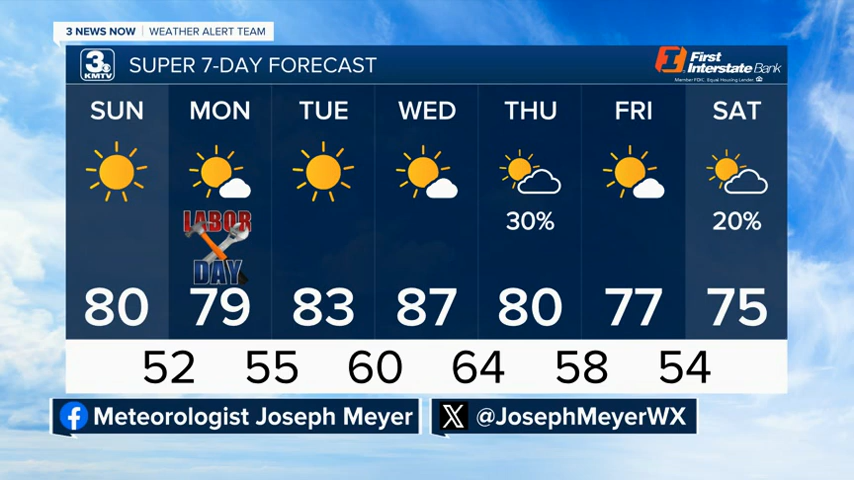 3 NEWS NOW | WEATHER ALERT TEAM
3
KMTV
SUPER 7-DAY FORECAST
First
Interstate Bank
Member FDIC. Equal Housing Lender.
SUN MON TUE WED THU FRI SAT
30% 20%
LABOR
DAY
80 79 83 87 80 77 75
52 55 60 64 58 54
Meteorologist Joseph Meyer
@JosephMeyerWX